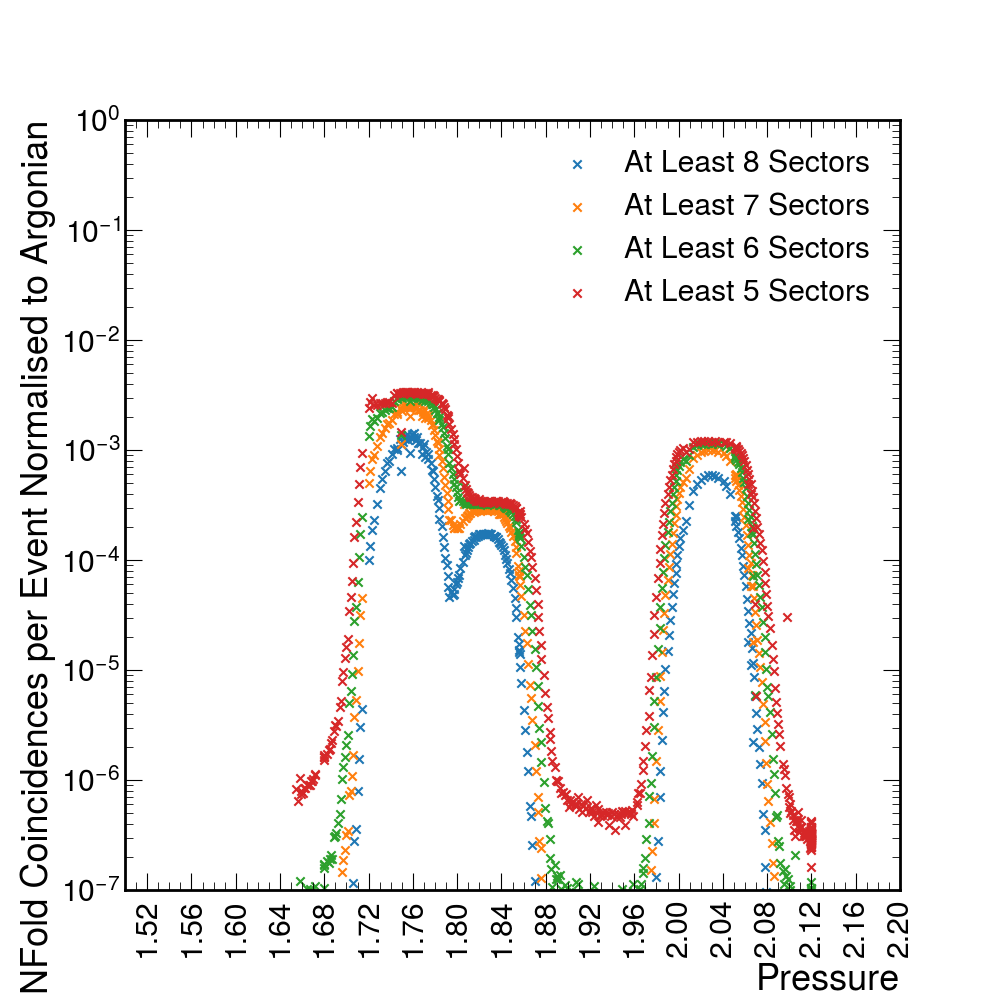 NFold Coincidences per Event Normalised to Argonian
10⁰
10⁻¹
10⁻²
10⁻³
10⁻⁴
10⁻⁵
10⁻⁶
10⁻⁷
At Least 8 Sectors
At Least 7 Sectors
At Least 6 Sectors
At Least 5 Sectors
1.52 1.56 1.60 1.64 1.68 1.72 1.76 1.80 1.84 1.88 1.92 1.96 2.00 2.04 2.08 2.12 2.16 2.20
Pressure